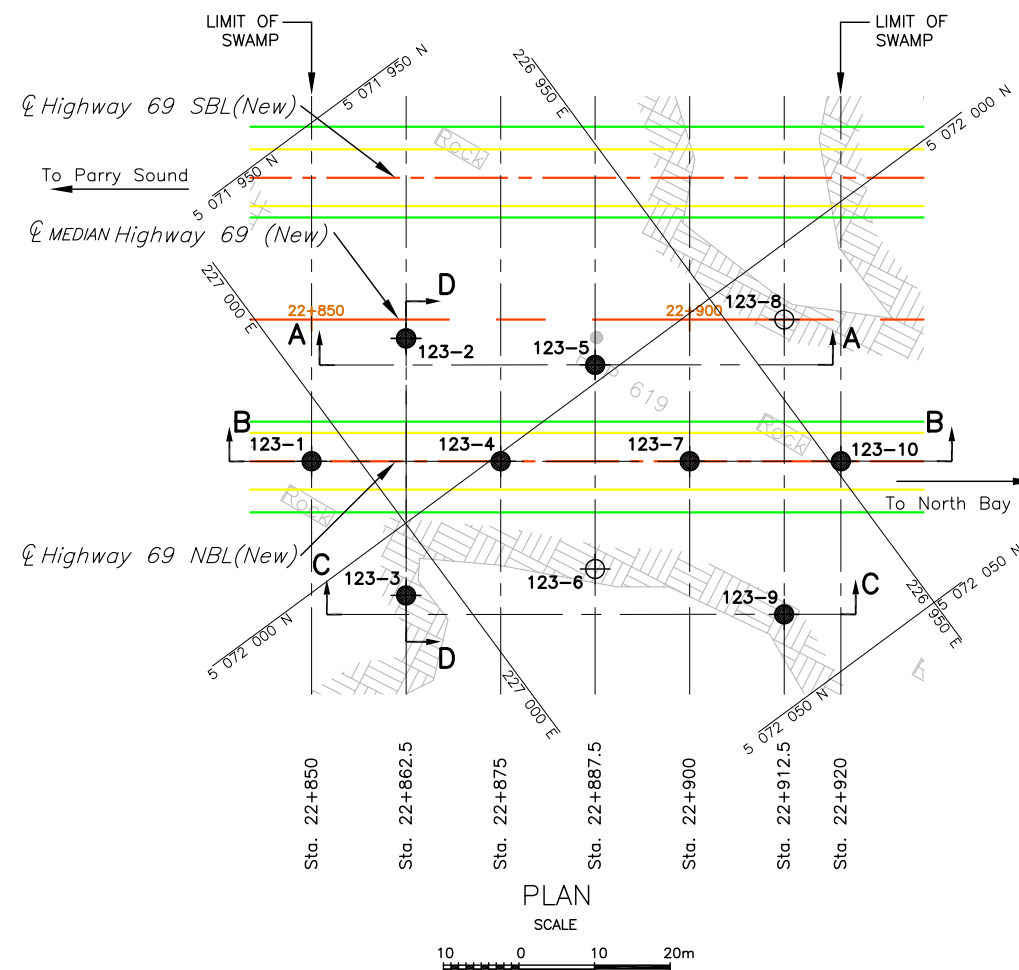 LIMIT OF
SWAMP
LIMIT OF
SWAMP
5 071 950 N
226 950 E
5 072 000 N
℄ Highway 69 SBL(New)
Rock
To Parry Sound
5 071 950 N
℄ MEDIAN Highway 69 (New)
227 000 E
D
22+850
22+900
123-8
A
123-2
123-5
A
619
B
Rock
B
123-1
123-4
123-7
123-10
Rock
To North Bay
℄ Highway 69 NBL(New)
C
123-3
123-6
123-9
C
226 950 E
5 072 050 N
5 072 000 N
D
227 000 E
5 072 050 N
Sta. 22+850
Sta. 22+862.5
Sta. 22+875
Sta. 22+887.5
Sta. 22+900
Sta. 22+912.5
Sta. 22+920
PLAN
SCALE
10 0 10 20m